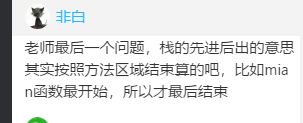 非白
老师最后一个问题，栈的先进后出的意思
其实按照方法区域结束算的吧，比如mia
n函数最开始，所以才最后结束